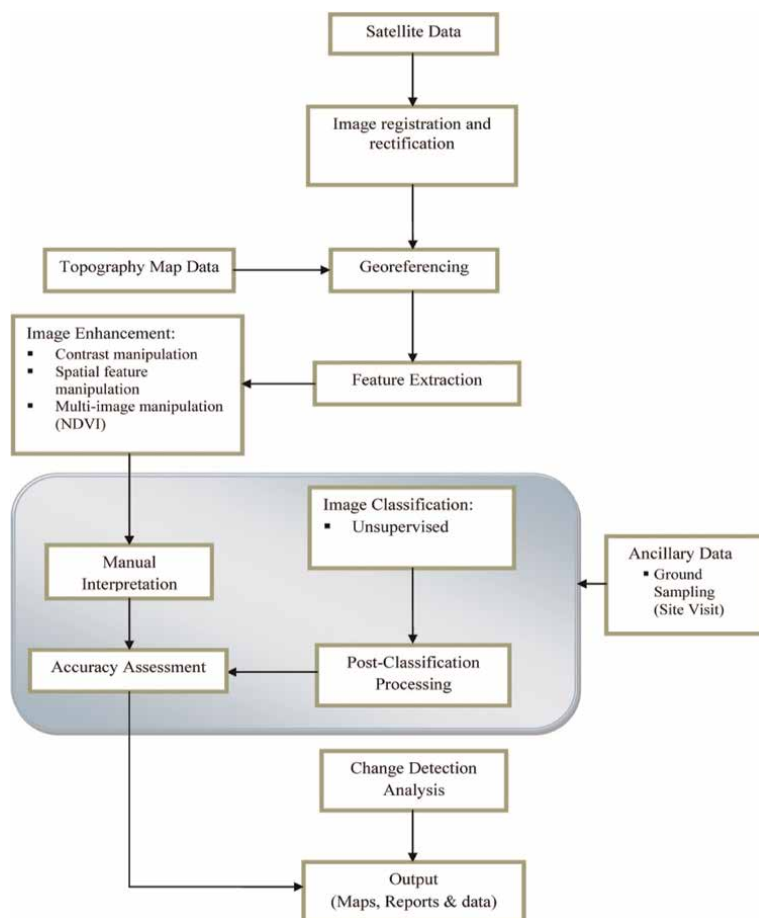 Satellite Data
Image registration and
rectification
Topography Map Data
Georeferencing
Image Enhancement:
▪ Contrast manipulation
▪ Spatial feature
manipulation
▪ Multi-image manipulation
(NDVI)
Feature Extraction
Image Classification:
▪ Unsupervised
Manual
Interpretation
Ancillary Data
▪ Ground
Sampling
(Site Visit)
Accuracy Assessment
Post-Classification
Processing
Change Detection
Analysis
Output
(Maps, Reports & data)